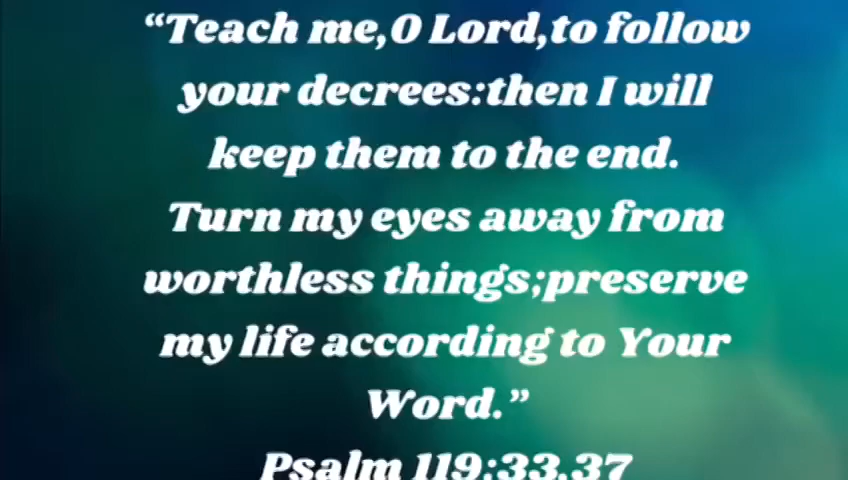 “Teach me,O Lord,to follow
your decrees:then I will
keep them to the end.
Turn my eyes away from
worthless things;preserve
my life according to Your
Word.”
Psalm 119:33,37